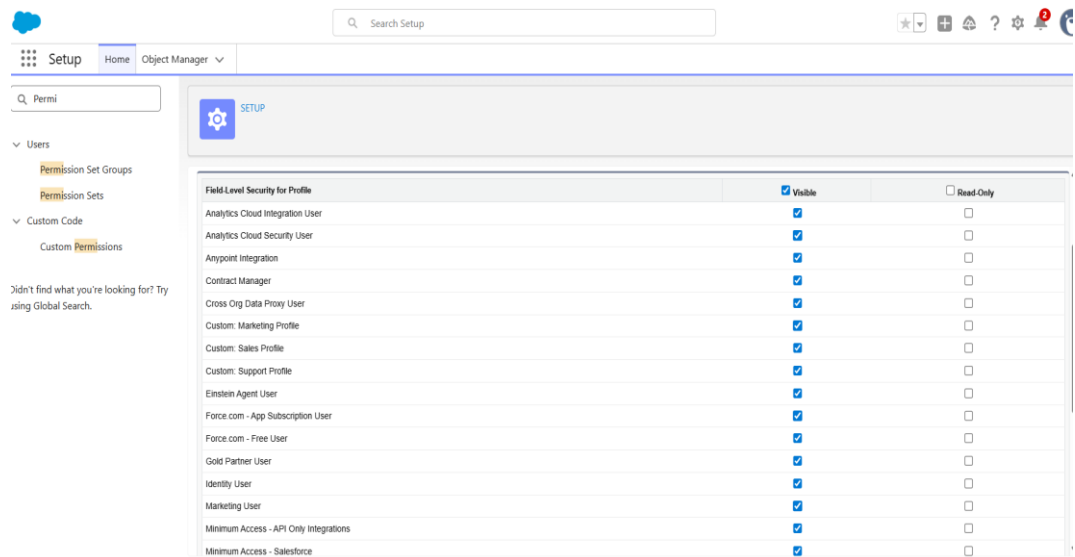 Search Setup
2
Setup
Home
Object Manager
Permi
Users
Permission Set Groups
Permission Sets
Custom Code
Custom Permissions
Didn't find what you're looking for? Try
using Global Search.
SETUP
Field-Level Security for Profile Visible Read-Only
Analytics Cloud Integration User
Analytics Cloud Security User
Anypoint Integration
Contract Manager
Cross Org Data Proxy User
Custom: Marketing Profile
Custom: Sales Profile
Custom: Support Profile
Einstein Agent User
Force.com - App Subscription User
Force.com - Free User
Gold Partner User
Identity User
Marketing User
Minimum Access - API Only Integrations
Minimum Access - Salesforce